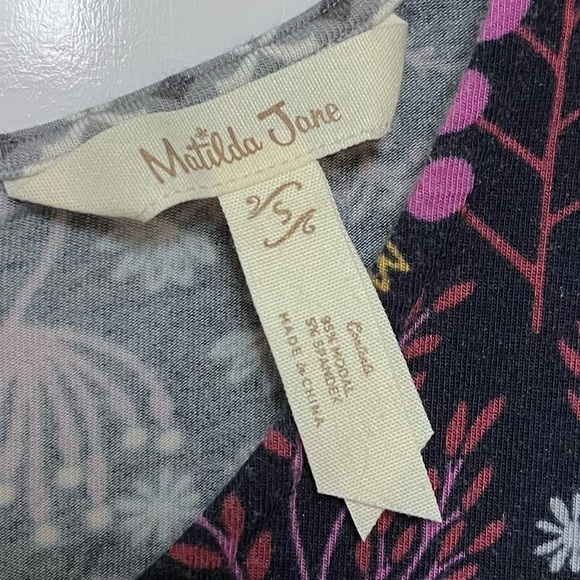 Matilda Jane
S
95% MODAL
5% SPANDEX
MADE in CHINA